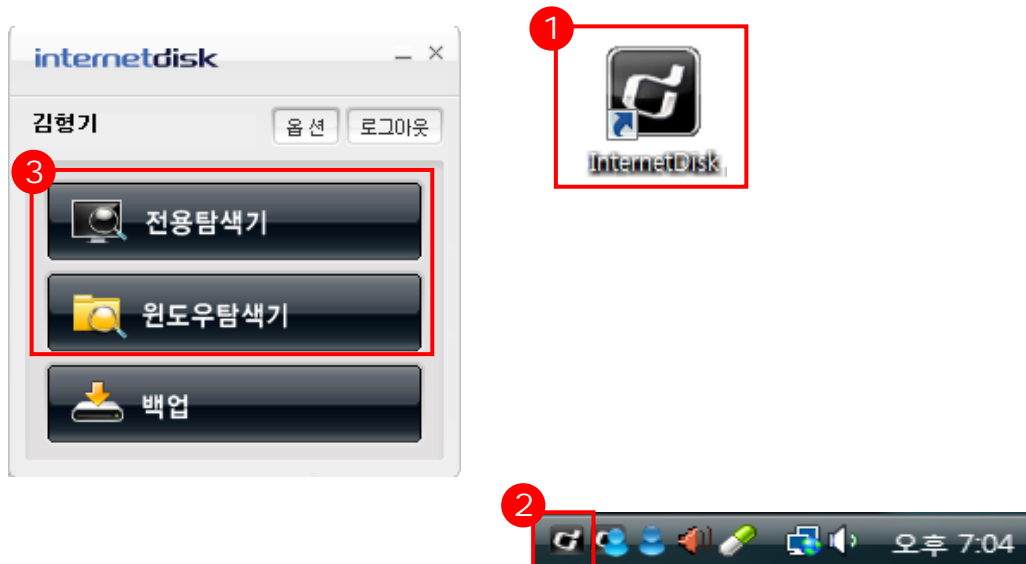 1
internetdisk
김형기
옵션
로그아웃
InternetDisk
3
전용탐색기
윈도우탐색기
백업
2
오후 7:04